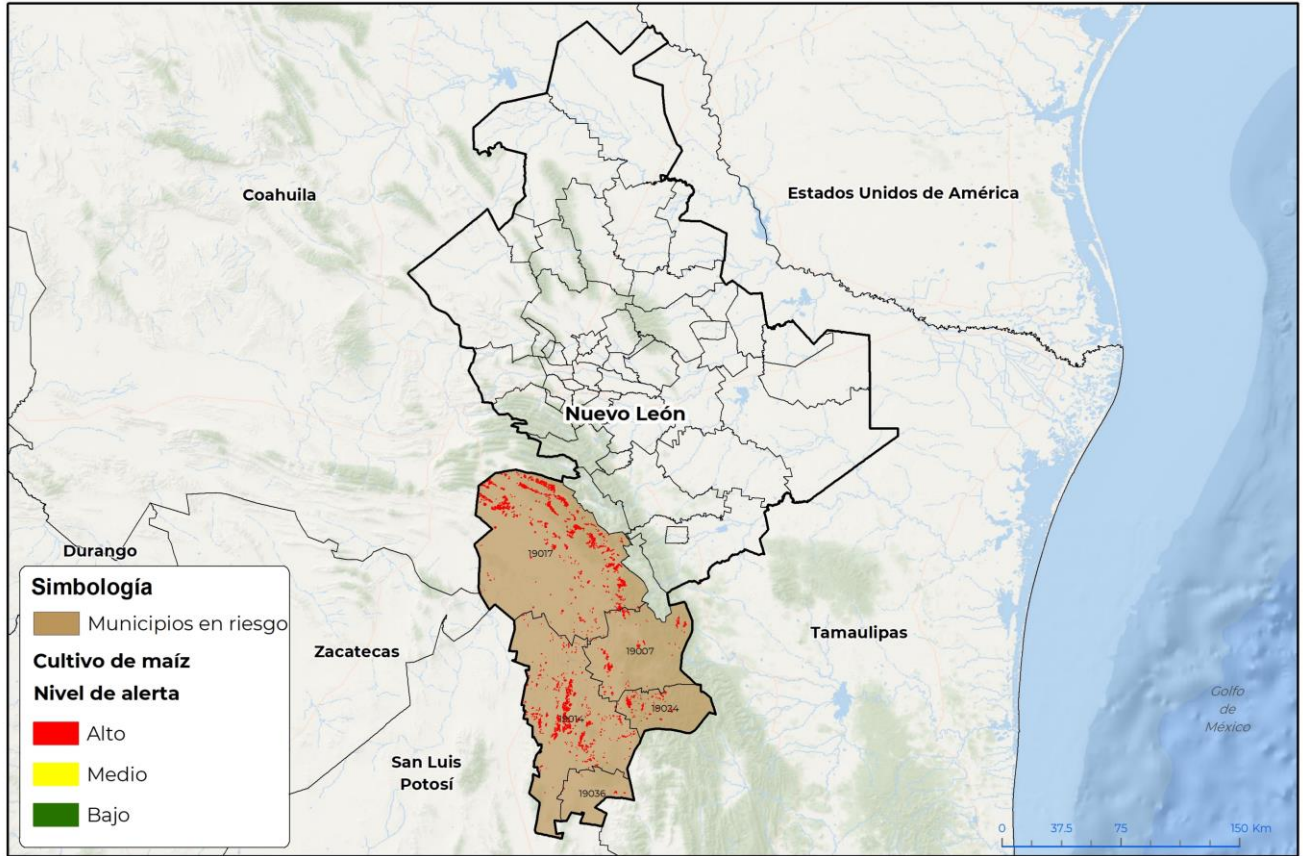 Coahuila
Estados Unidos de América
Nuevo León
Durango
19017
Zacatecas
Tamaulipas
19007
19024
19014
San Luis
Potosí
19036
Golfo
de
México
Simbología
Municipios en riesgo
Cultivo de maíz
Nivel de alerta
Alto
Medio
Bajo
0 37.5 75 150 Km